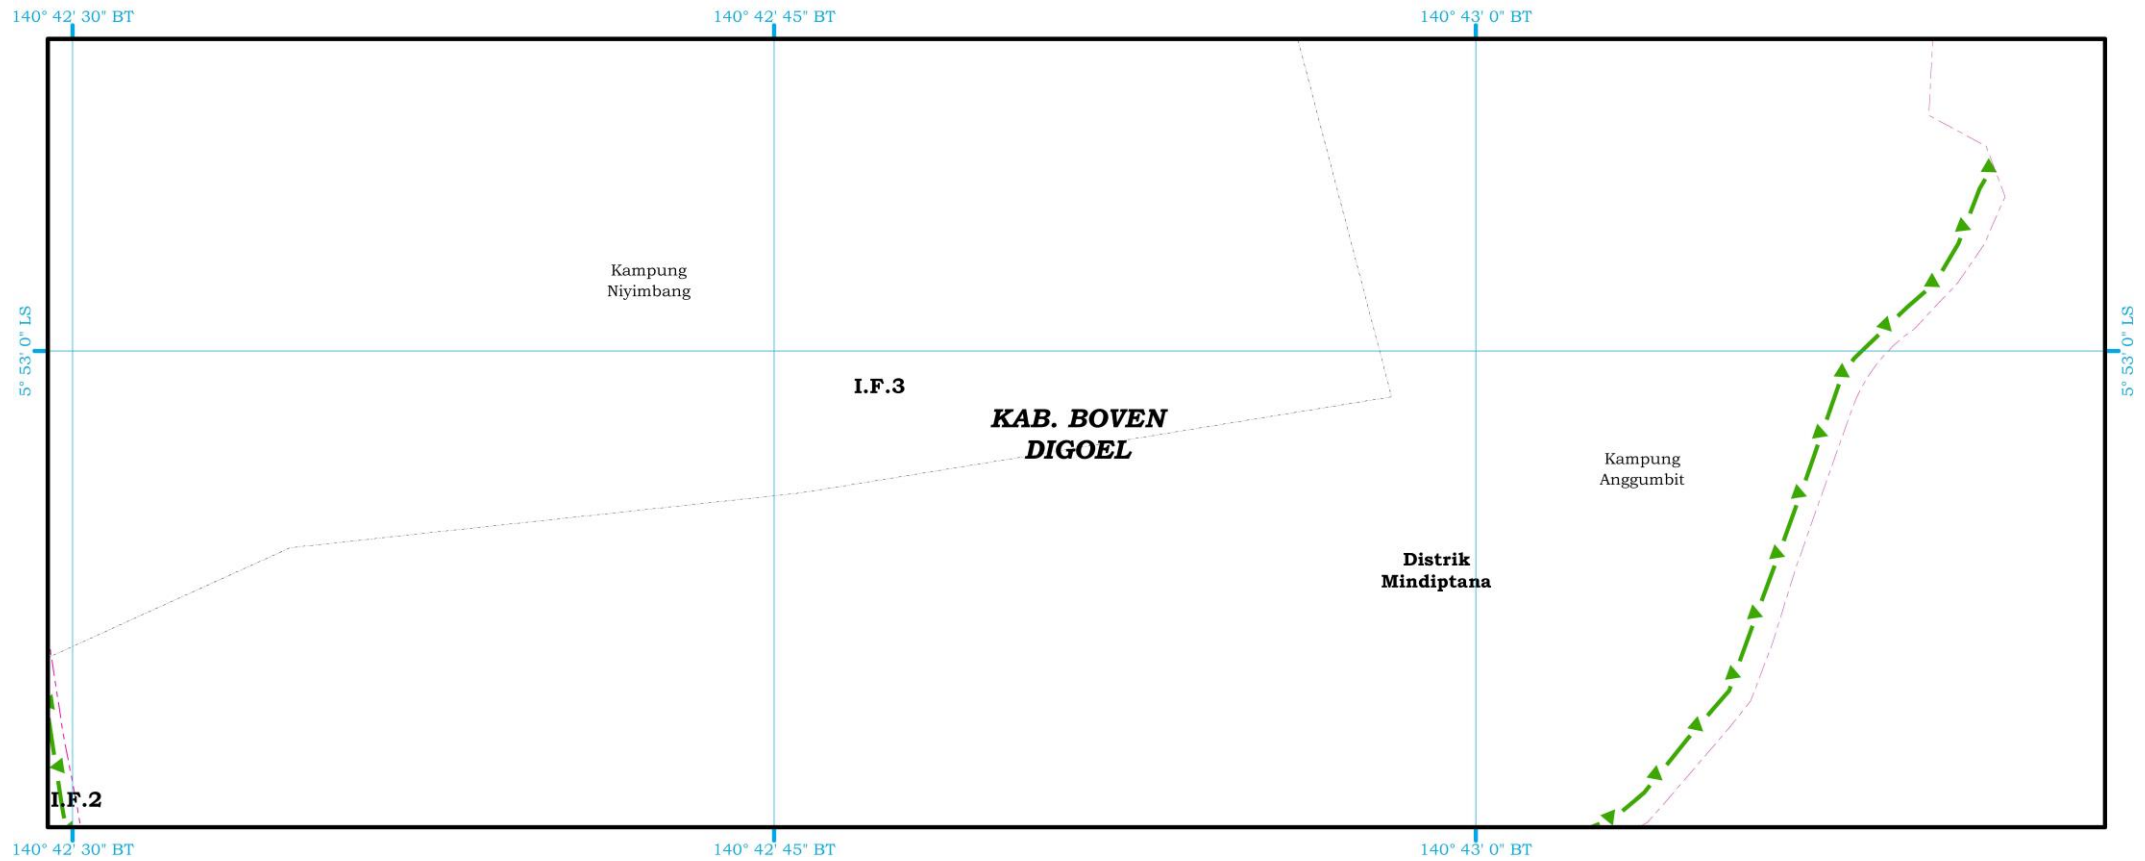 140° 42' 30" BT
140° 42' 45" BT
140° 43' 0" BT
5° 53' 0" LS
5° 53' 0" LS
Kampung
Niyimbang
I.F.3
KAB. BOVEN
DIGOEL
Kampung
Anggumbit
Distrik
Mindiptana
I.F.2
140° 42' 30" BT
140° 42' 45" BT
140° 43' 0" BT